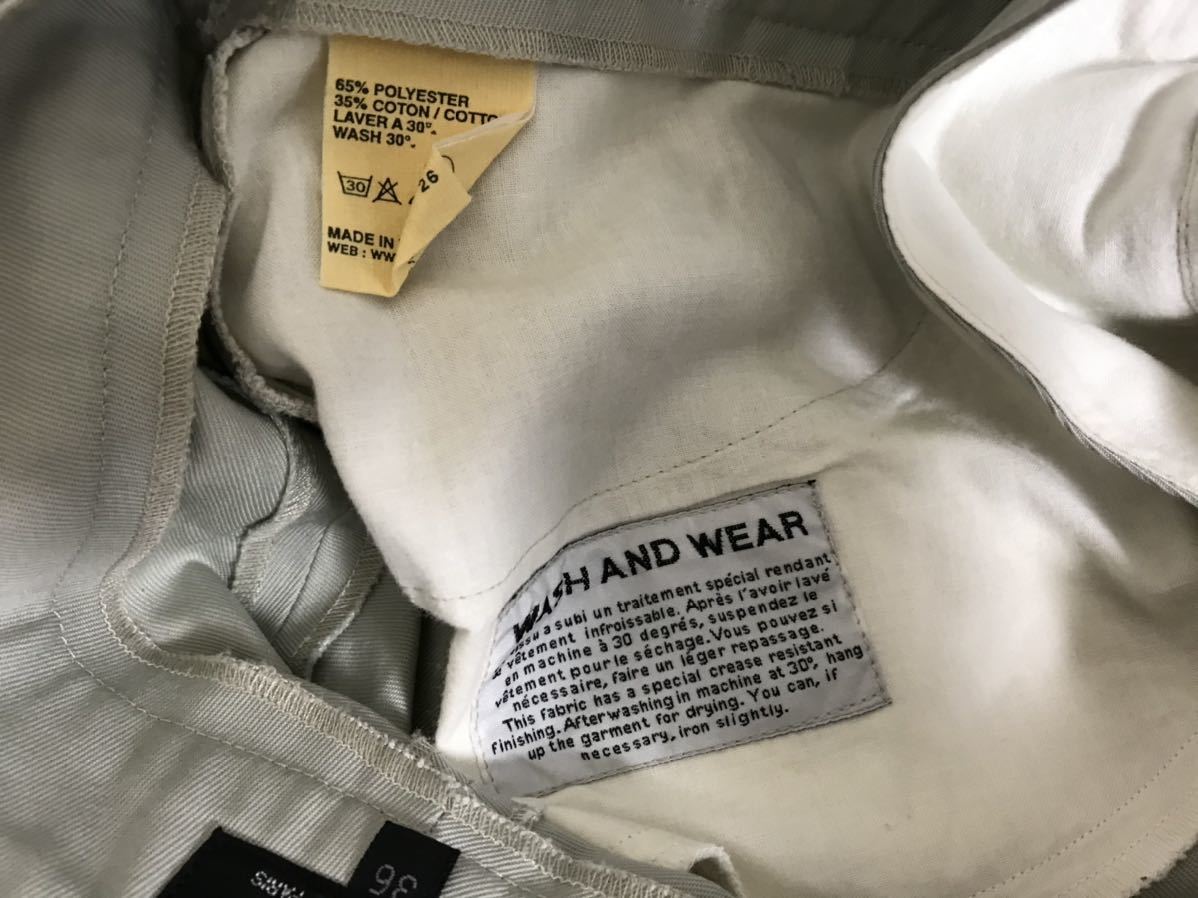 65% POLYESTER
35% COTON / COTTO
LAVER A 30°.
WASH 30°.
30
26
MADE IN
WEB : WW
WASH AND WEAR
a subi un traitement spécial rendant
le vêtement infroissable. Après l'avoir lavé
en machine à 30 degrés, suspendez le
vêtement pour le séchage. Vous pouvez si
nécessaire, faire un léger repassage.
This fabric has a special crease resistant
finishing. After washing in machine at 30°, hang
up the garment for drying. You can, if
necessary, iron slightly.
36
PARIS